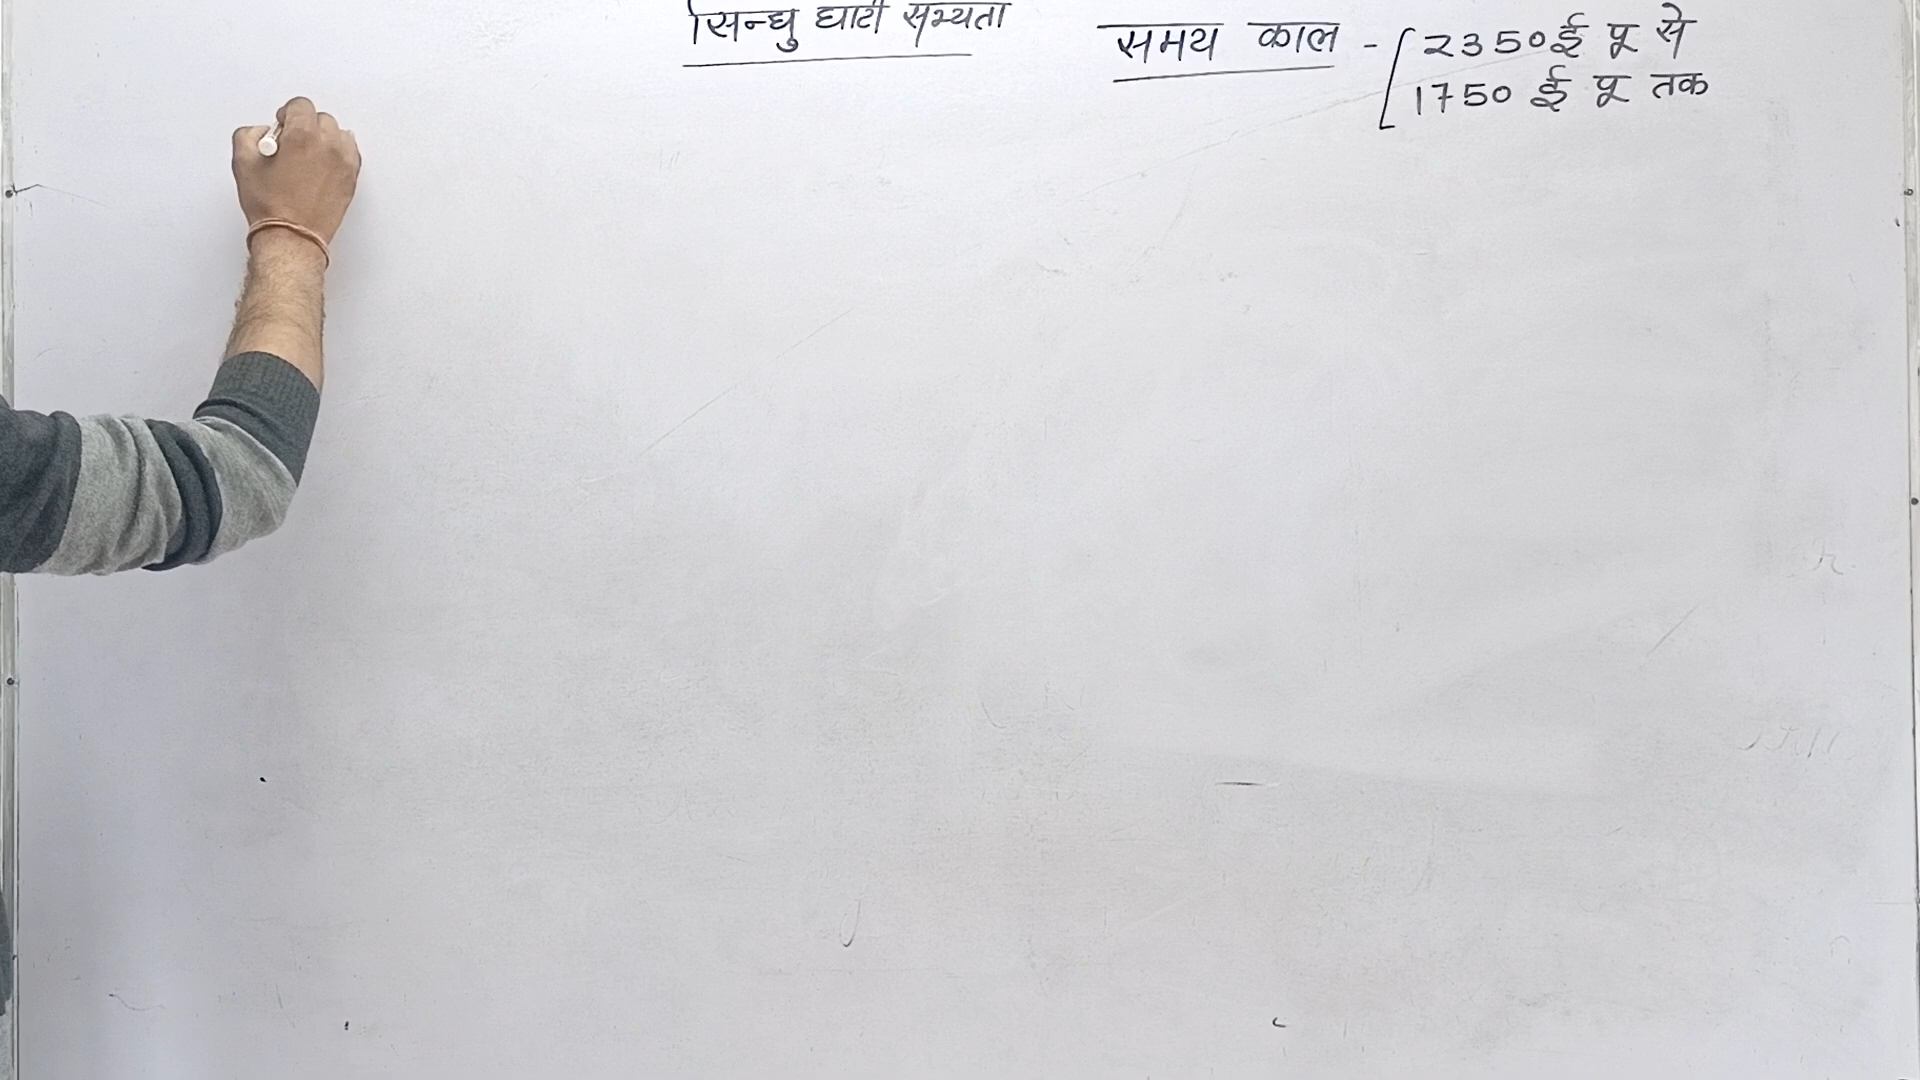 सिन्धु घाटी सभ्यता
समय काल - [ 2350 ई पू से
1750 ई पू तक